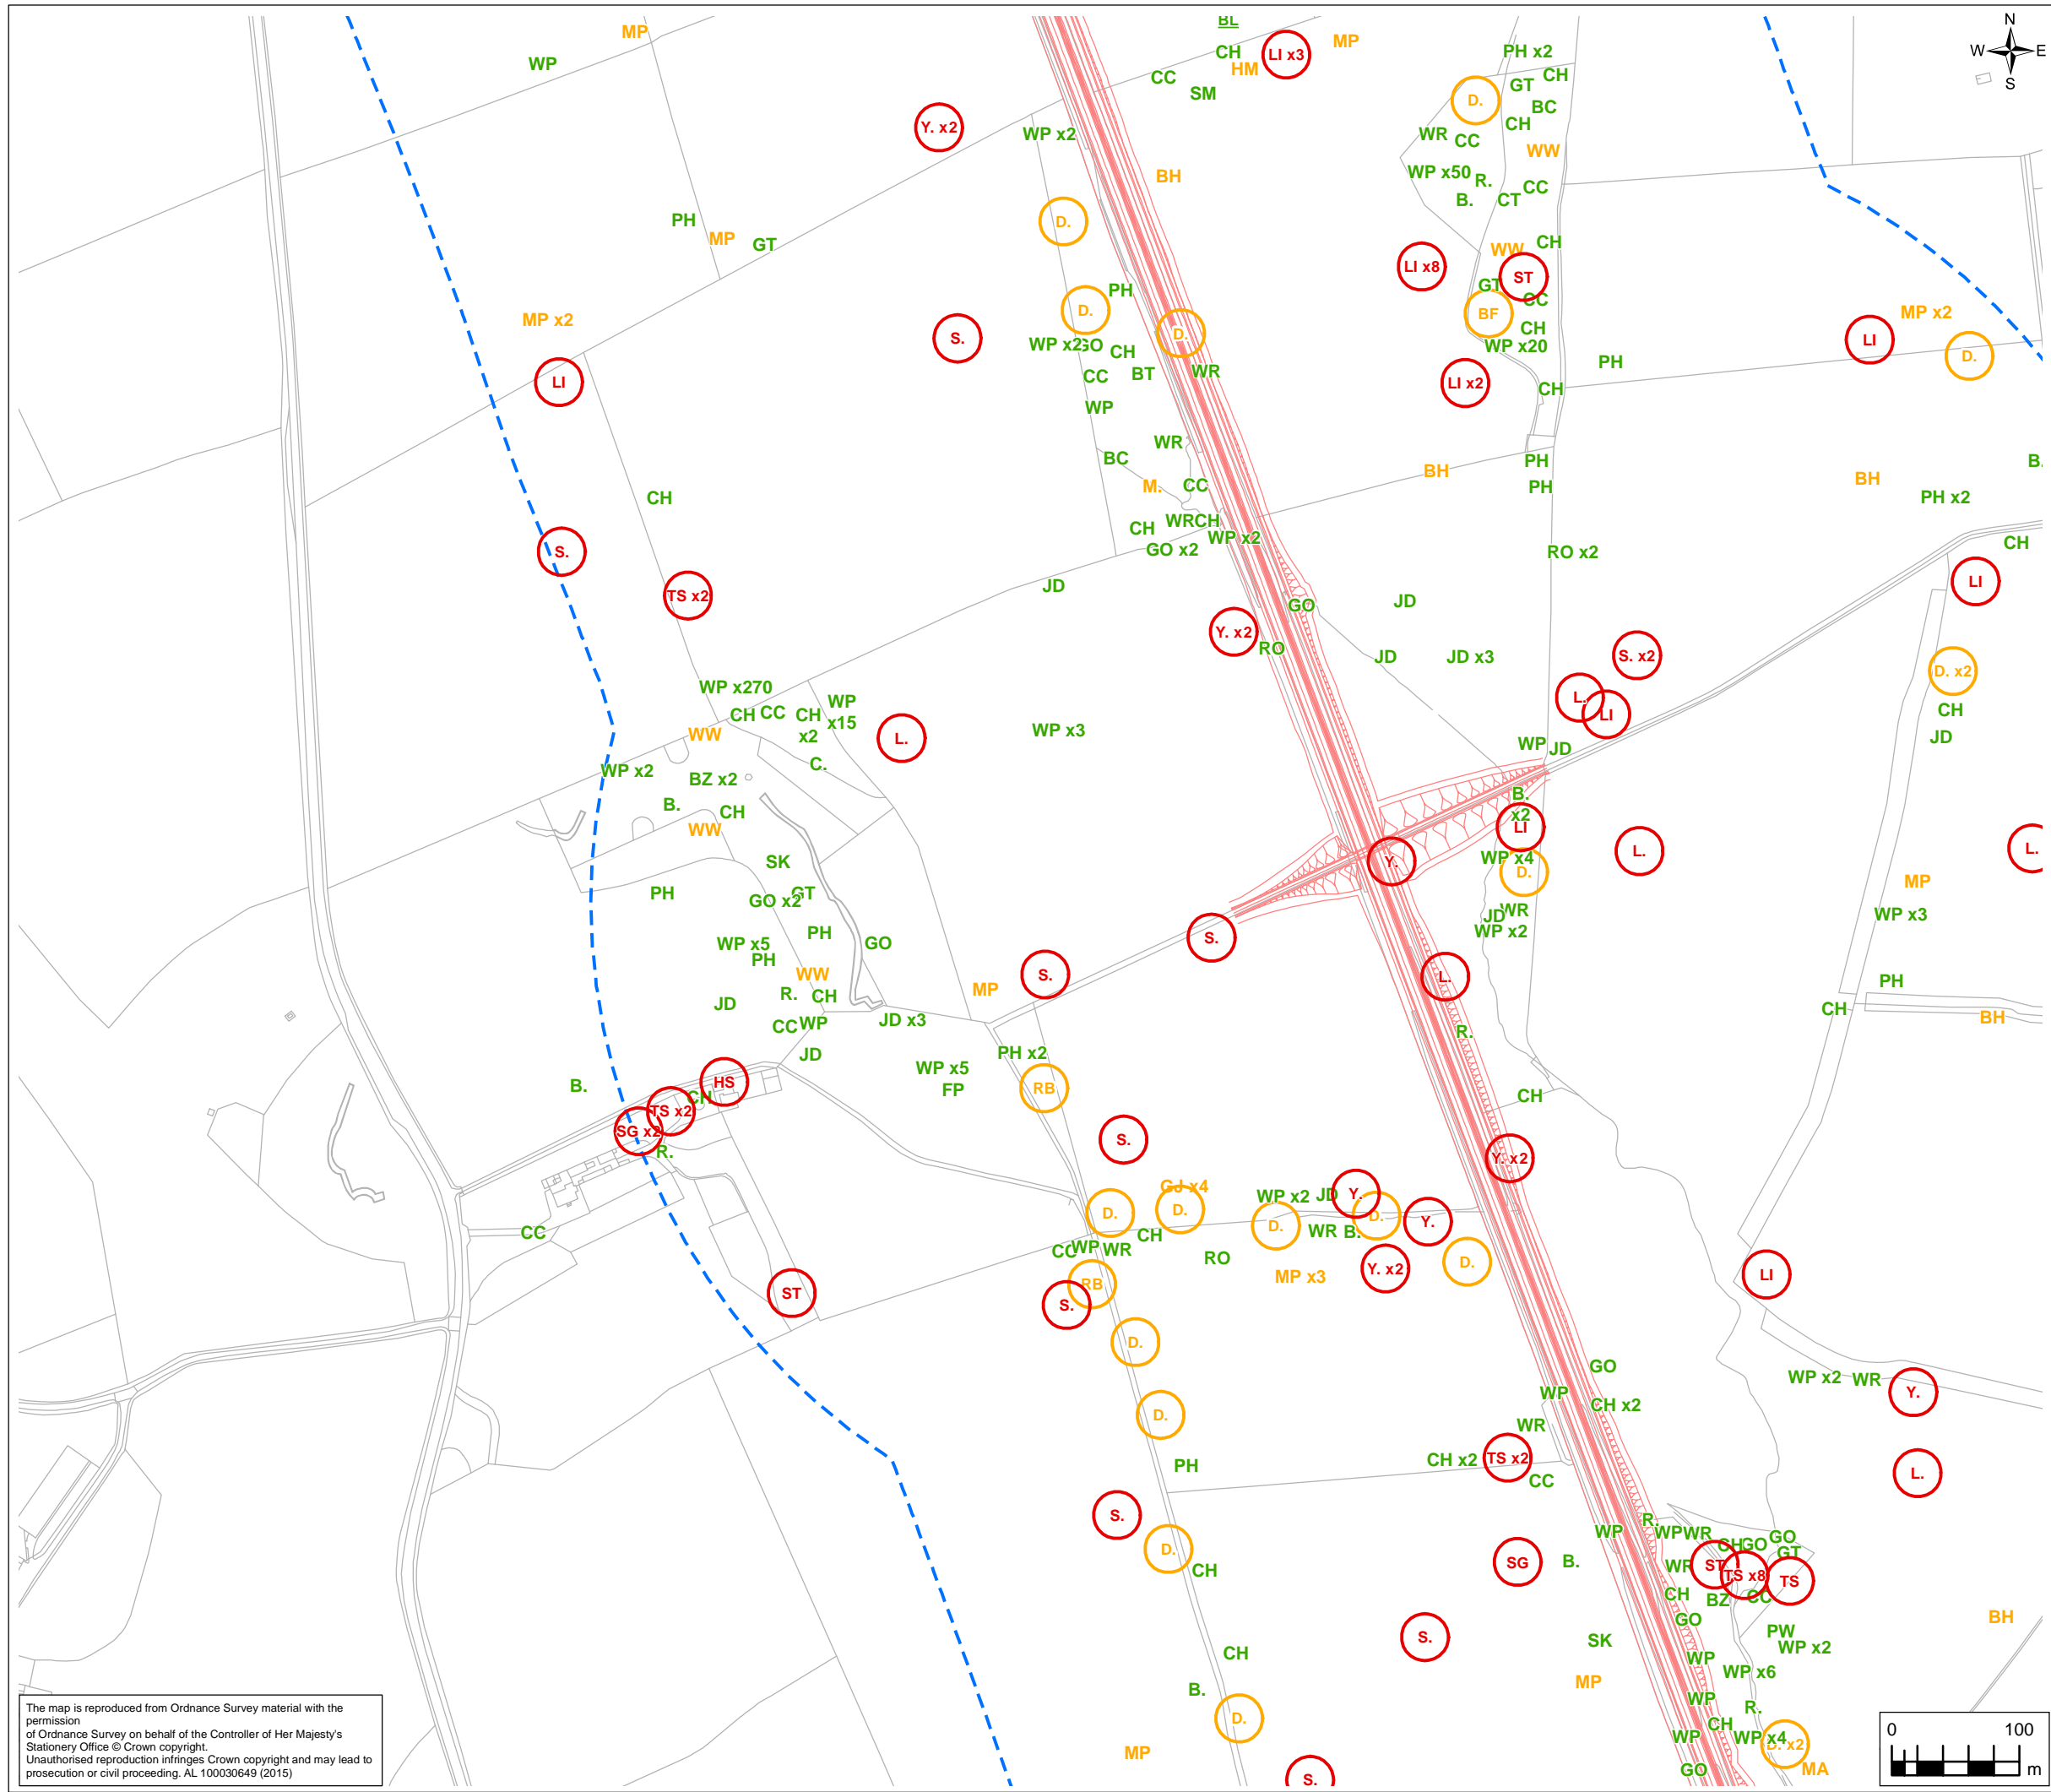 N
W E
S
BL
MP
WP
CH
LI x3
MP
HM
CC
SM
PH x2
CH
GT
D.
BC
CH
WR
CC
WW
Y. x2
WP x2
BH
WP x50
R.
CC
B.
CT
PH
MP
GT
D.
CH
WW
LI x8
ST
GT
CC
BF
CH
WP x20
PH
D.
D.
MP x2
LI
S.
WP x2
GO
CH
CC
BT
WR
WP
LI x2
CH
MP x2
LI
D.
WR
BC
M.
CC
BH
PH
PH
BH
B.
PH x2
CH
CH
WR
CH
WP x2
GO x2
RO x2
CH
S.
TS x2
JD
GO
JD
LI
Y. x2
RO
JD
JD x3
S. x2
D. x2
CH
JD
L.
LI
WP x270
WP
CH
CC
CH
x2
x15
L.
WP x3
WP
JD
WW
C.
WP x2
BZ x2
B.
CH
WW
B.
x2
LI
L.
L.
SK
Y.
WP x4
D.
MP
PH
GO x2
GT
WR
JD
WP x2
WP x3
WP x5
PH
PH
GO
S.
S.
WW
MP
L.
PH
R.
CH
JD
CC
WP
JD x3
CH
BH
R.
JD
PH x2
WP x5
FP
B.
HS
CH
TS x2
SG x2
R.
RB
CH
S.
Y. x2
GJ x4
D.
D.
WP x2
JD
Y.
D.
D.
Y.
WR
B.
CC
CH
CC
WP
WR
RO
D.
MP x3
Y. x2
LI
ST
RB
S.
D.
GO
WP
CH x2
WP x2
WR
Y.
D.
WR
PH
CH x2
TS x2
CC
L.
S.
D.
CH
R.
WP
WP
WR
GO
CH
GO
GT
SG
B.
WR
ST
TS x8
TS
CH
BZ
CC
GO
BH
PW
WP x2
S.
SK
CH
WP
WP x6
MP
B.
WP
R.
D.
CH
WP
WP x4
D. x2
MP
GO
MA
S.
The map is reproduced from Ordnance Survey material with the
permission
of Ordnance Survey on behalf of the Controller of Her Majesty's
Stationery Office © Crown copyright.
Unauthorised reproduction infringes Crown copyright and may lead to
prosecution or civil proceeding. AL 100030649 (2015)
0 100
m